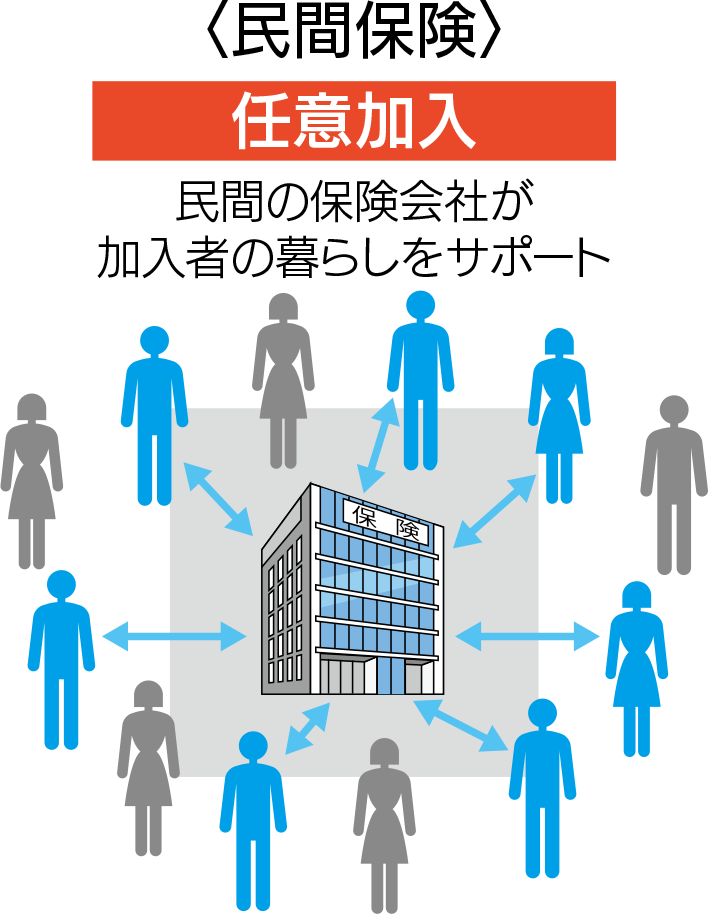 〈民間保険〉
任意加入
民間の保険会社が
加入者の暮らしをサポート
保 険